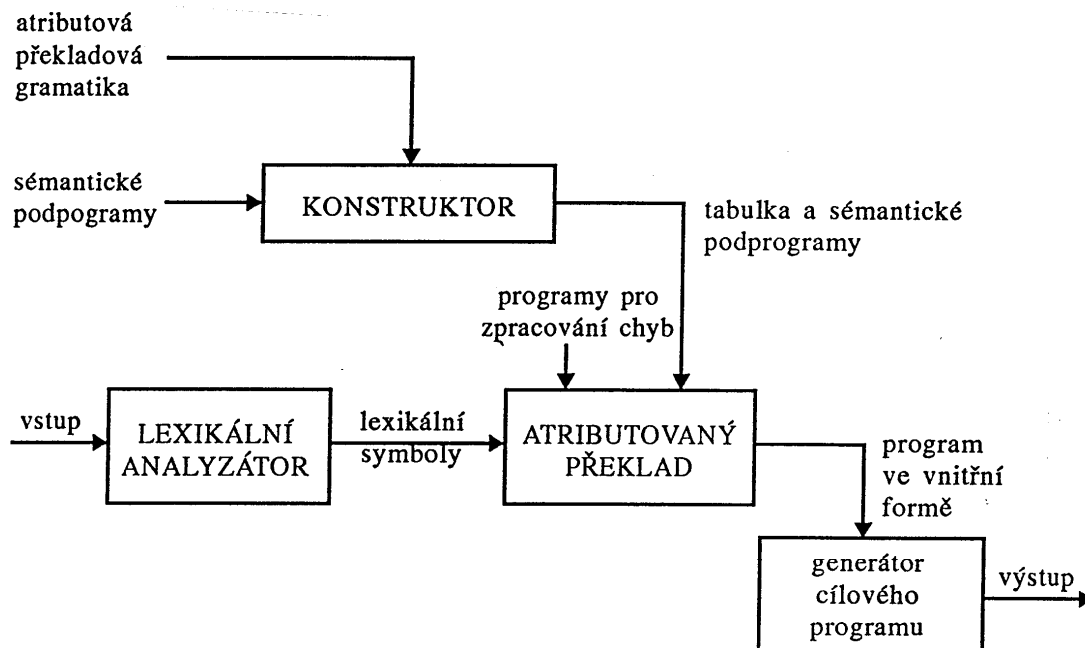 atributová
překladová
gramatika
sémantické
podpogramy
KONSTRUKTOR
tabulka a sémantické
podprogramy
programy pro
zpracování chyb
vstup
LEXIKÁLNÍ
ANALYZÁTOR
lexikální
symboly
ATRIBUTOVANÝ
PŘEKLAD
program
ve vnitřní
formě
generátor
cílového
programu
výstup